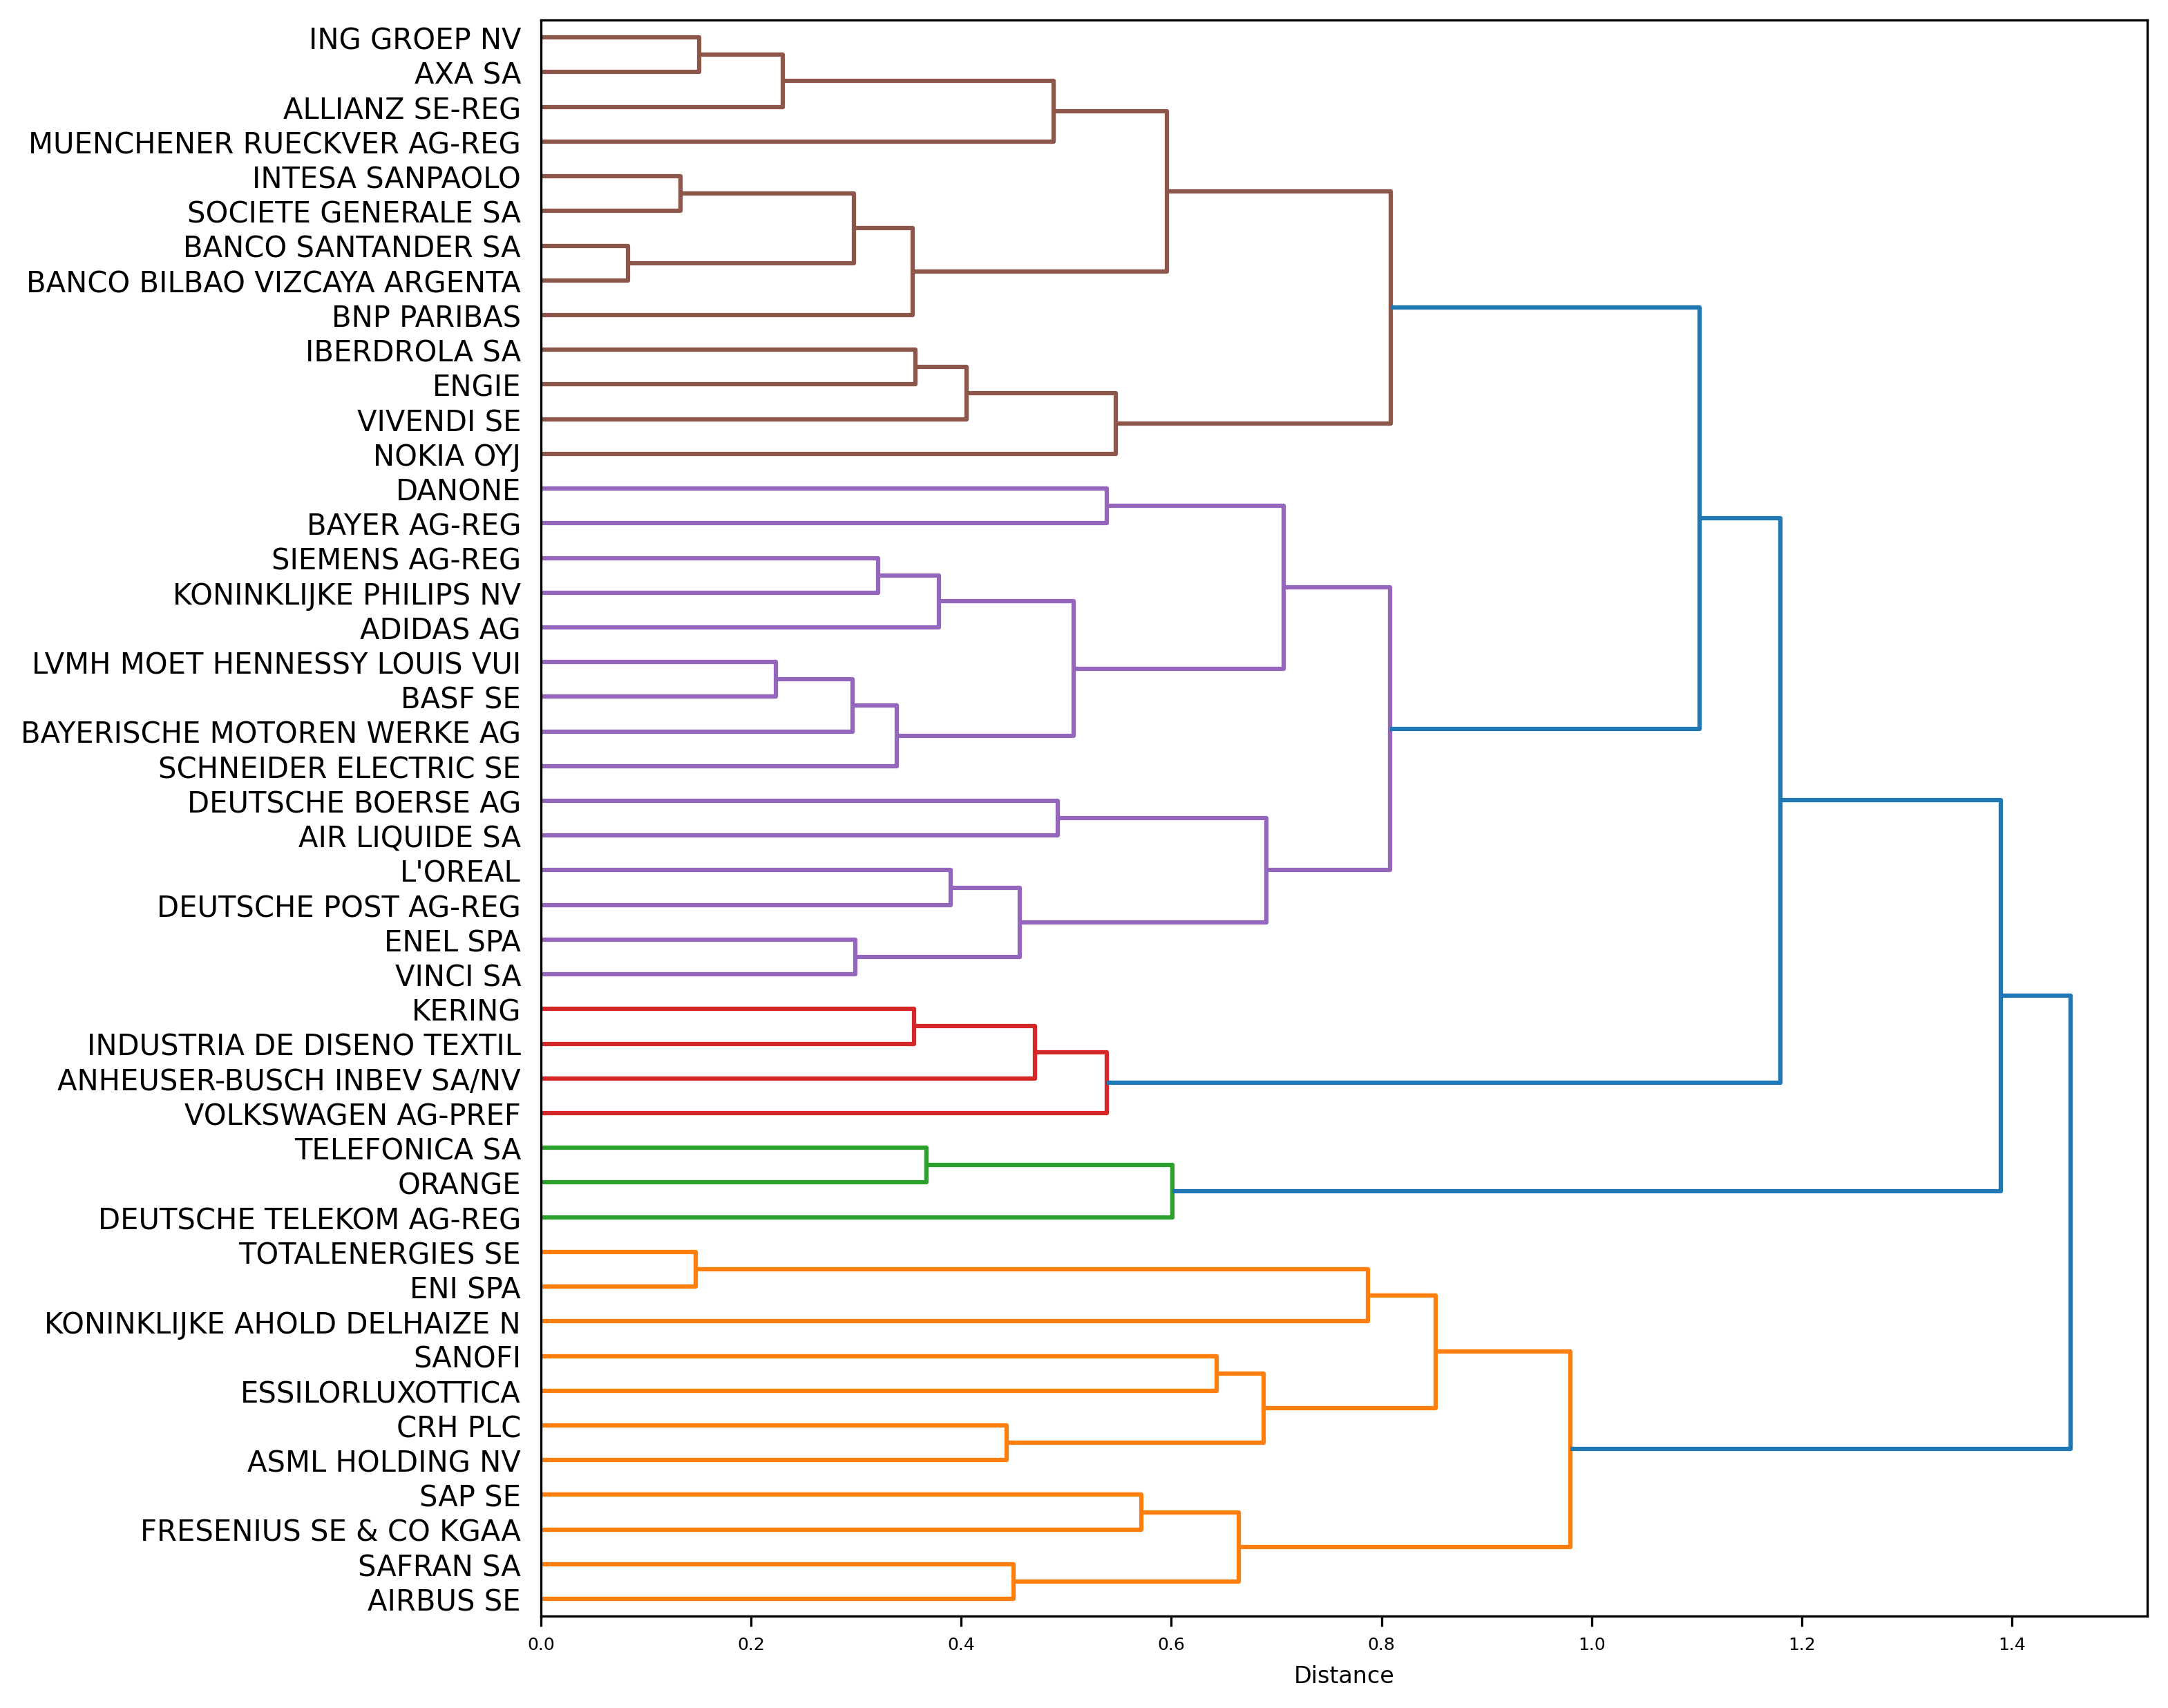 ING GROEP NV
AXA SA
ALLIANZ SE-REG
MUENCHENER RUECKVER AG-REG
INTESA SANPAOLO
SOCIETE GENERALE SA
BANCO SANTANDER SA
BANCO BILBAO VIZCAYA ARGENTA
BNP PARIBAS
IBERDROLA SA
ENGIE
VIVENDI SE
NOKIA OYJ
DANONE
BAYER AG-REG
SIEMENS AG-REG
KONINKLIJKE PHILIPS NV
ADIDAS AG
LVMH MOET HENNESSY LOUIS VUI
BASF SE
BAYERISCHE MOTOREN WERKE AG
SCHNEIDER ELECTRIC SE
DEUTSCHE BOERSE AG
AIR LIQUIDE SA
L'OREAL
DEUTSCHE POST AG-REG
ENEL SPA
VINCI SA
KERING
INDUSTRIA DE DISENO TEXTIL
ANHEUSER-BUSCH INBEV SA/NV
VOLKSWAGEN AG-PREF
TELEFONICA SA
ORANGE
DEUTSCHE TELEKOM AG-REG
TOTALENERGIES SE
ENI SPA
KONINKLIJKE AHOLD DELHAIZE N
SANOFI
ESSILORLUXOTTICA
CRH PLC
ASML HOLDING NV
SAP SE
FRESENIUS SE & CO KGAA
SAFRAN SA
AIRBUS SE
0.0 0.2 0.4 0.6 0.8 1.0 1.2 1.4
Distance